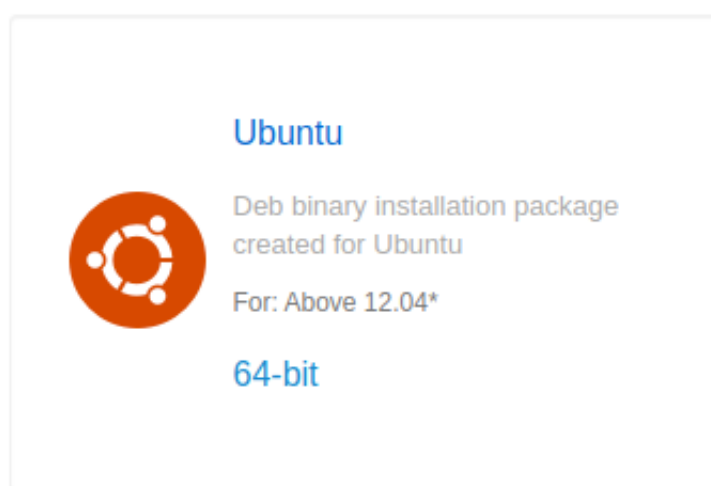 Ubuntu
Deb binary installation package
created for Ubuntu
For: Above 12.04*
64-bit